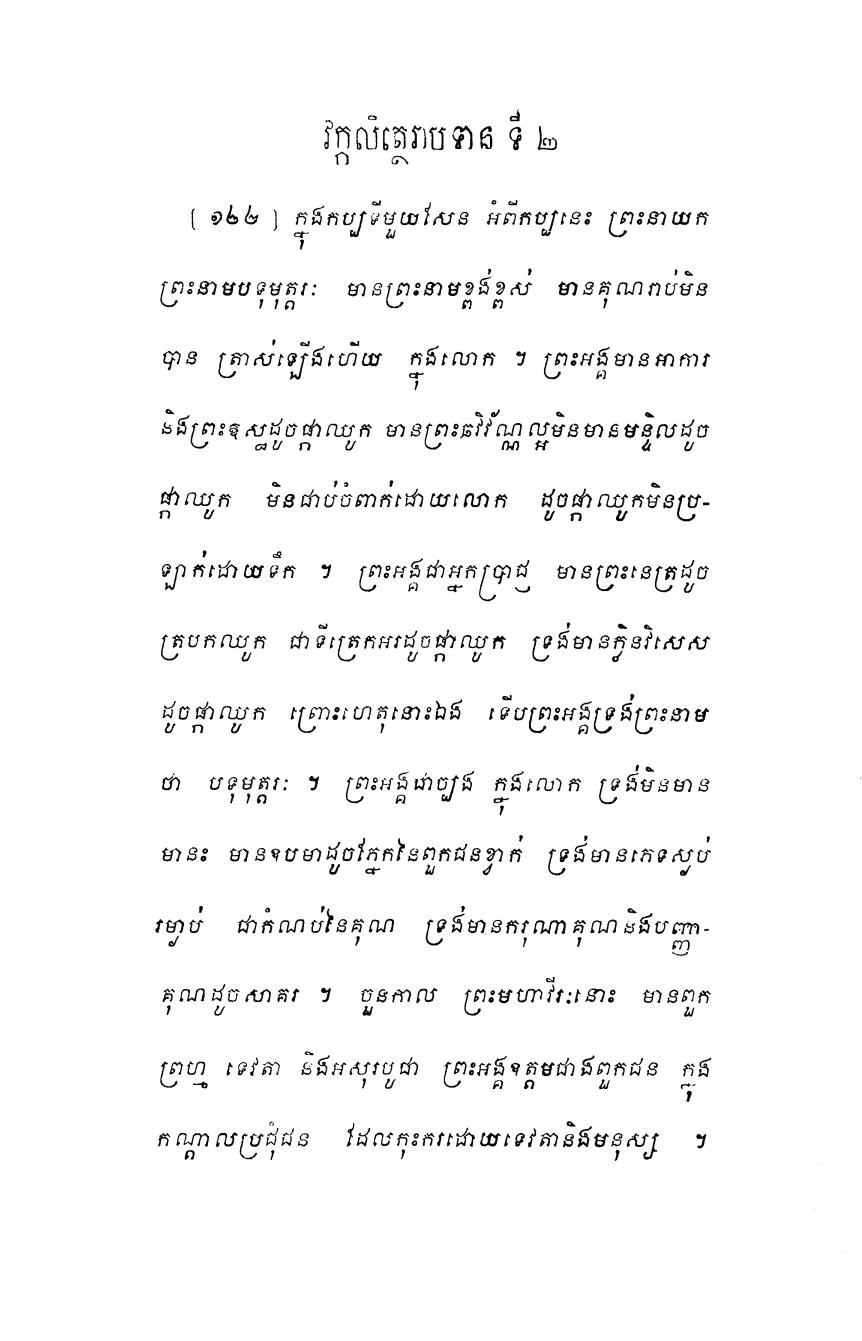 វក្កលិត្ថេរាបទាន ទី ២
[ ១២២ ] ក្នុងកប្បទីមួយសែន អំពីកប្បនេះ ព្រះនាយក
ព្រះនាមបទុមុត្តរៈ មានព្រះនាមខ្ពង់ខ្ពស់ មានគុណរាប់មិន
បាន ត្រាស់ឡើងហើយ ក្នុងលោក ។ ព្រះអង្គមានអាការ
និងព្រះឱស្ឋដូចផ្កាឈូក មានព្រះឆវិវ័ណ្ណល្អមិនមានមន្ទិលដូច
ផ្កាឈូក មិនជាប់ចំពាក់ដោយលោក ដូចផ្កាឈូកមិនប្រ-
ឡាក់ដោយទឹក ។ ព្រះអង្គជាអ្នកប្រាជ្ញ មានព្រះនេត្រដូច
ត្របកឈូក ជាទីត្រេកអរដូចផ្កាឈូក ទ្រង់មានក្លិនវិសេស
ដូចផ្កាឈូក ព្រោះហេតុនោះឯង ទើបព្រះអង្គទ្រង់ព្រះនាម
ថា បទុមុត្តរៈ ។ ព្រះអង្គជាច្បង ក្នុងលោក ទ្រង់មិនមាន
មានះ មានឧបមាដូចភ្នែកនៃពួកជនខ្វាក់ ទ្រង់មានភេទស្ងប់
រម្ងាប់ ជាកំណប់នៃគុណ ទ្រង់មានករុណាគុណនិងបញ្ញា-
គុណដូចសាគរ ។ ចួនកាល ព្រះមហាវីរៈនោះ មានពួក
ព្រហ្ម ទេវតា និងអសុរបូជា ព្រះអង្គឧត្តមជាងពួកជន ក្នុង
កណ្តាលប្រជុំជន ដែលកុះករដោយទេវតានិងមនុស្ស ។